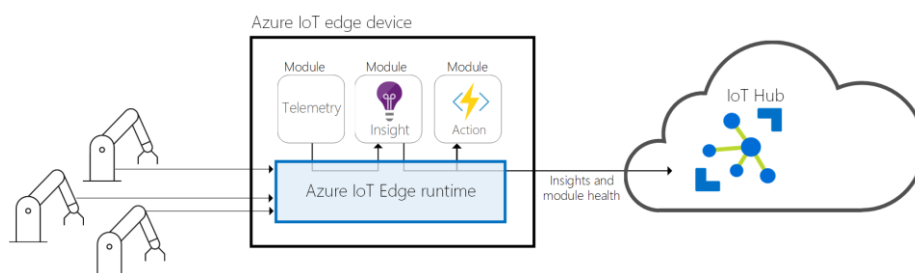 Azure IoT edge device
Module
Module
Module
Telemetry
Insight
Action
Azure IoT Edge runtime
IoT Hub
Insights and
module health